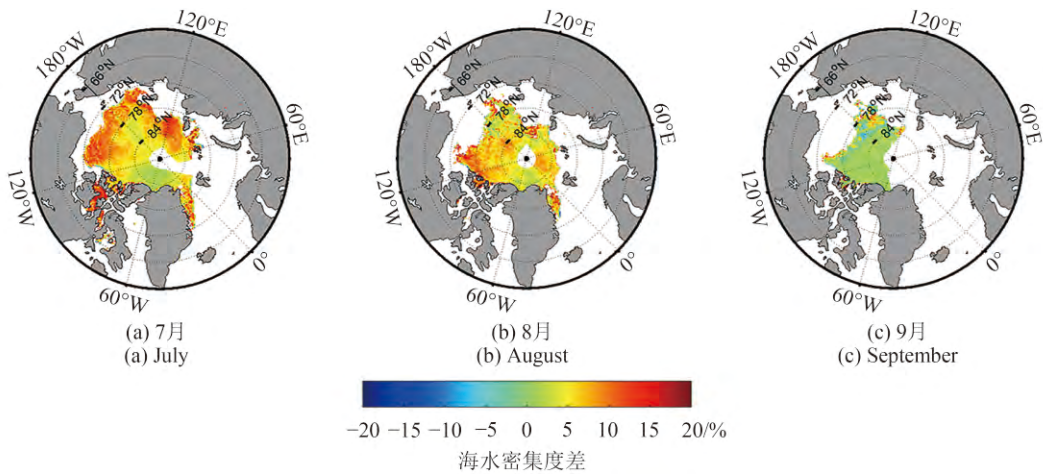 120°E
120°E
120°E
180°W
180°W
180°W
66°N
66°N
66°N
72°N
72°N
72°N
78°N
78°N
78°N
84°N
84°N
84°N
60°E
60°E
60°E
120°W
120°W
120°W
60°W
60°W
60°W
0°
0°
0°
(a) 7月
(b) 8月
(c) 9月
(a) July
(b) August
(c) September
−20 −15 −10 −5 0 5 10 15 20/%
海水密集度差